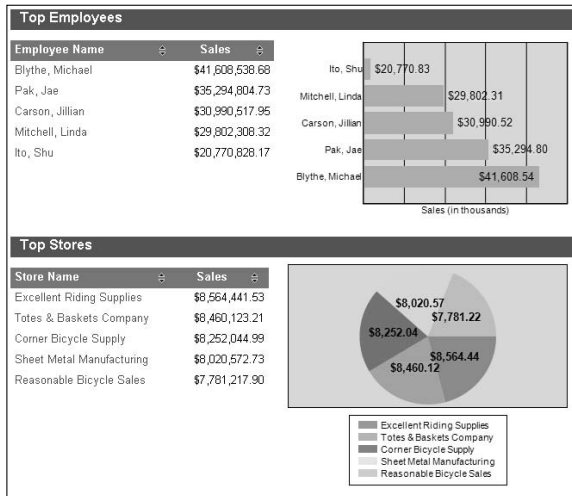 Top Employees
Employee Name Sales
Blythe, Michael $41,608,538.68
Pak, Jae $35,294,804.73
Carson, Jillian $30,990,517.95
Mitchell, Linda $29,802,308.32
Ito, Shu $20,770,828.17
Ito, Shu $20,770.83
Mitchell, Linda $29,802.31
Carson, Jillian $30,990.52
Pak, Jae $35,294.80
Blythe, Michael $41,608.54
Sales (in thousands)
Top Stores
Store Name Sales
Excellent Riding Supplies $8,564,441.53
Totes & Baskets Company $8,460,123.21
Corner Bicycle Supply $8,252,044.99
Sheet Metal Manufacturing $8,020,572.73
Reasonable Bicycle Sales $7,781,217.90
$8,020.57
$7,781.22
$8,252.04
$8,564.44
$8,460.12
Excellent Riding Supplies
Totes & Baskets Company
Corner Bicycle Supply
Sheet Metal Manufacturing
Reasonable Bicycle Sales